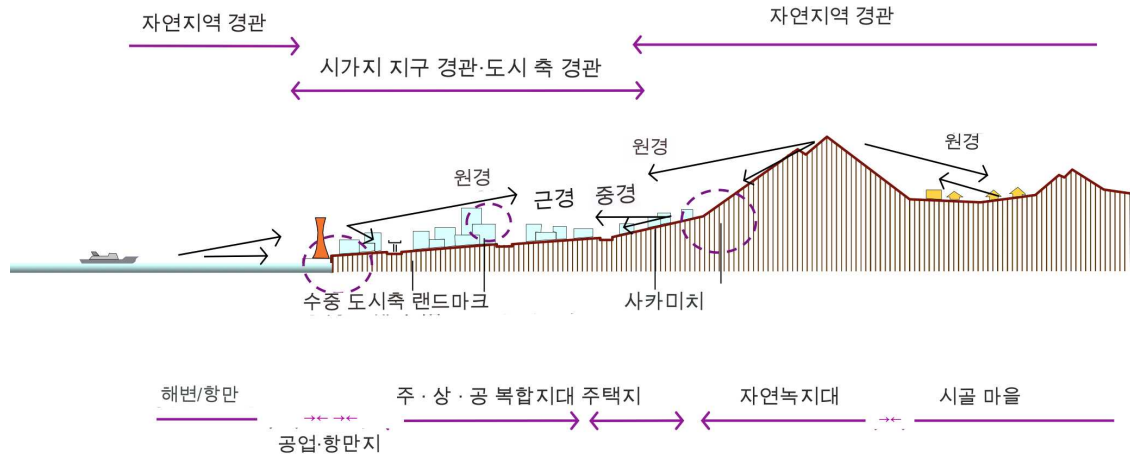 자연지역 경관
자연지역 경관
시가지 지구 경관·도시 축 경관
원경
원경
원경
근경
중경
수중 도시축 랜드마크
사카미치
해변/항만
주 · 상 · 공 복합지대
주택지
자연녹지대
시골 마을
공업·항만지